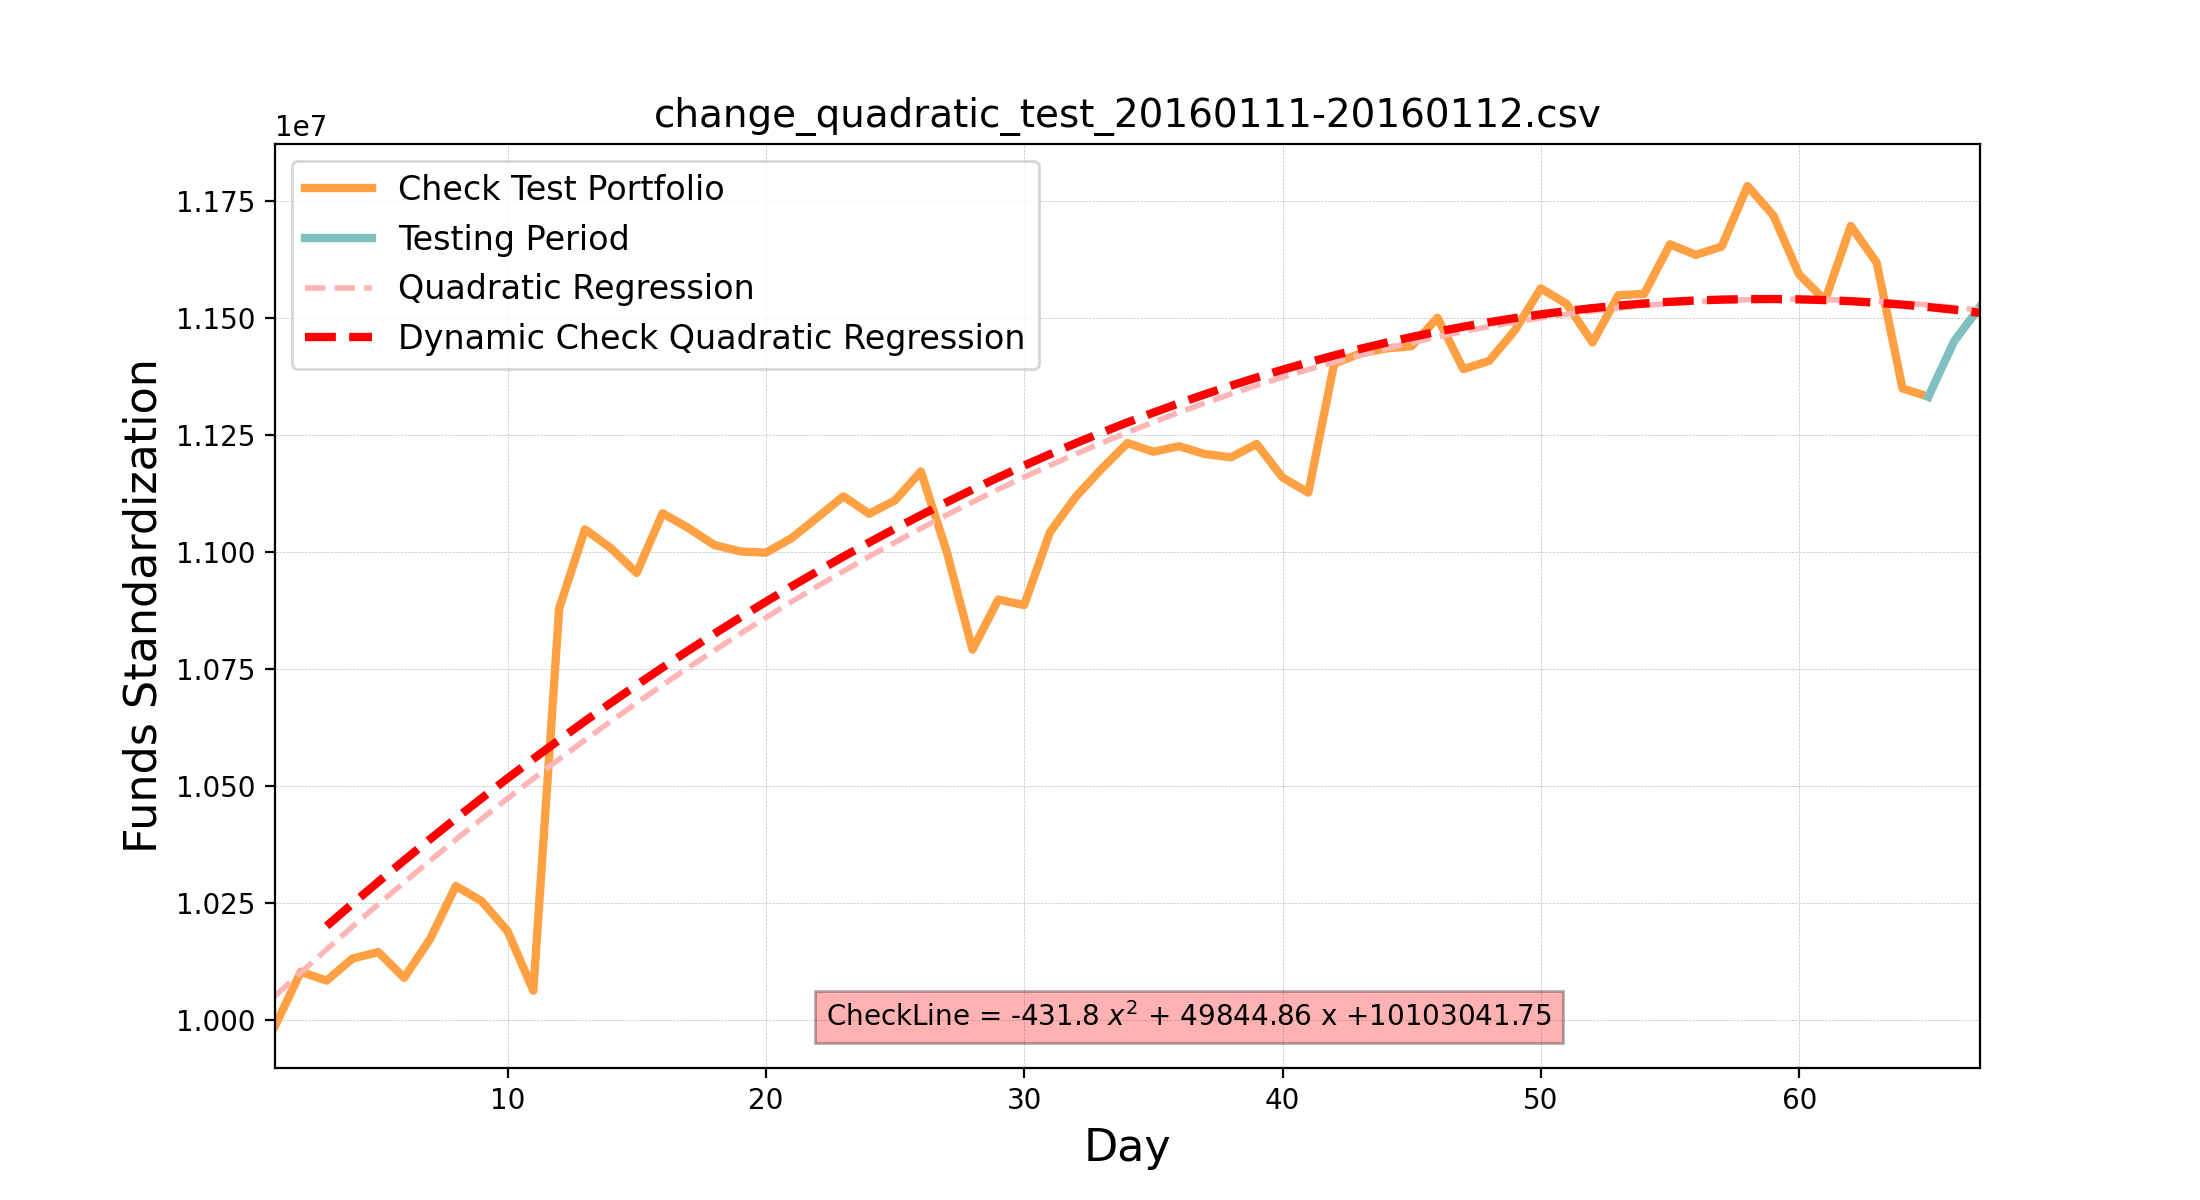 change_quadratic_test_20160111-20160112.csv
1e7
Check Test Portfolio
Testing Period
Quadratic Regression
Dynamic Check Quadratic Regression
1.175
1.150
1.125
1.100
1.075
1.050
1.025
1.000
Funds Standardization
CheckLine = -431.8 x² + 49844.86 x +10103041.75
10 20 30 40 50 60
Day